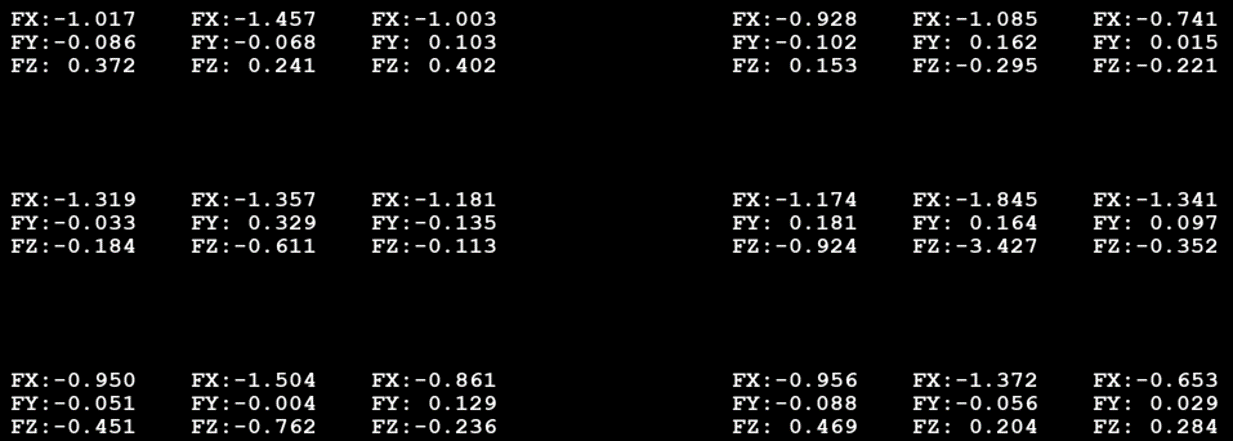 FX:-1.017 FX:-1.457 FX:-1.003 FX:-0.928 FX:-1.085 FX:-0.741
FY:-0.086 FY:-0.068 FY: 0.103 FY:-0.102 FY: 0.162 FY: 0.015
FZ: 0.372 FZ: 0.241 FZ: 0.402 FZ: 0.153 FZ:-0.295 FZ:-0.221
FX:-1.319 FX:-1.357 FX:-1.181 FX:-1.174 FX:-1.845 FX:-1.341
FY:-0.033 FY: 0.329 FY:-0.135 FY: 0.181 FY: 0.164 FY: 0.097
FZ:-0.184 FZ:-0.611 FZ:-0.113 FZ:-0.924 FZ:-3.427 FZ:-0.352
FX:-0.950 FX:-1.504 FX:-0.861 FX:-0.956 FX:-1.372 FX:-0.653
FY:-0.051 FY:-0.004 FY: 0.129 FY:-0.088 FY:-0.056 FY: 0.029
FZ:-0.451 FZ:-0.762 FZ:-0.236 FZ: 0.469 FZ: 0.204 FZ: 0.284